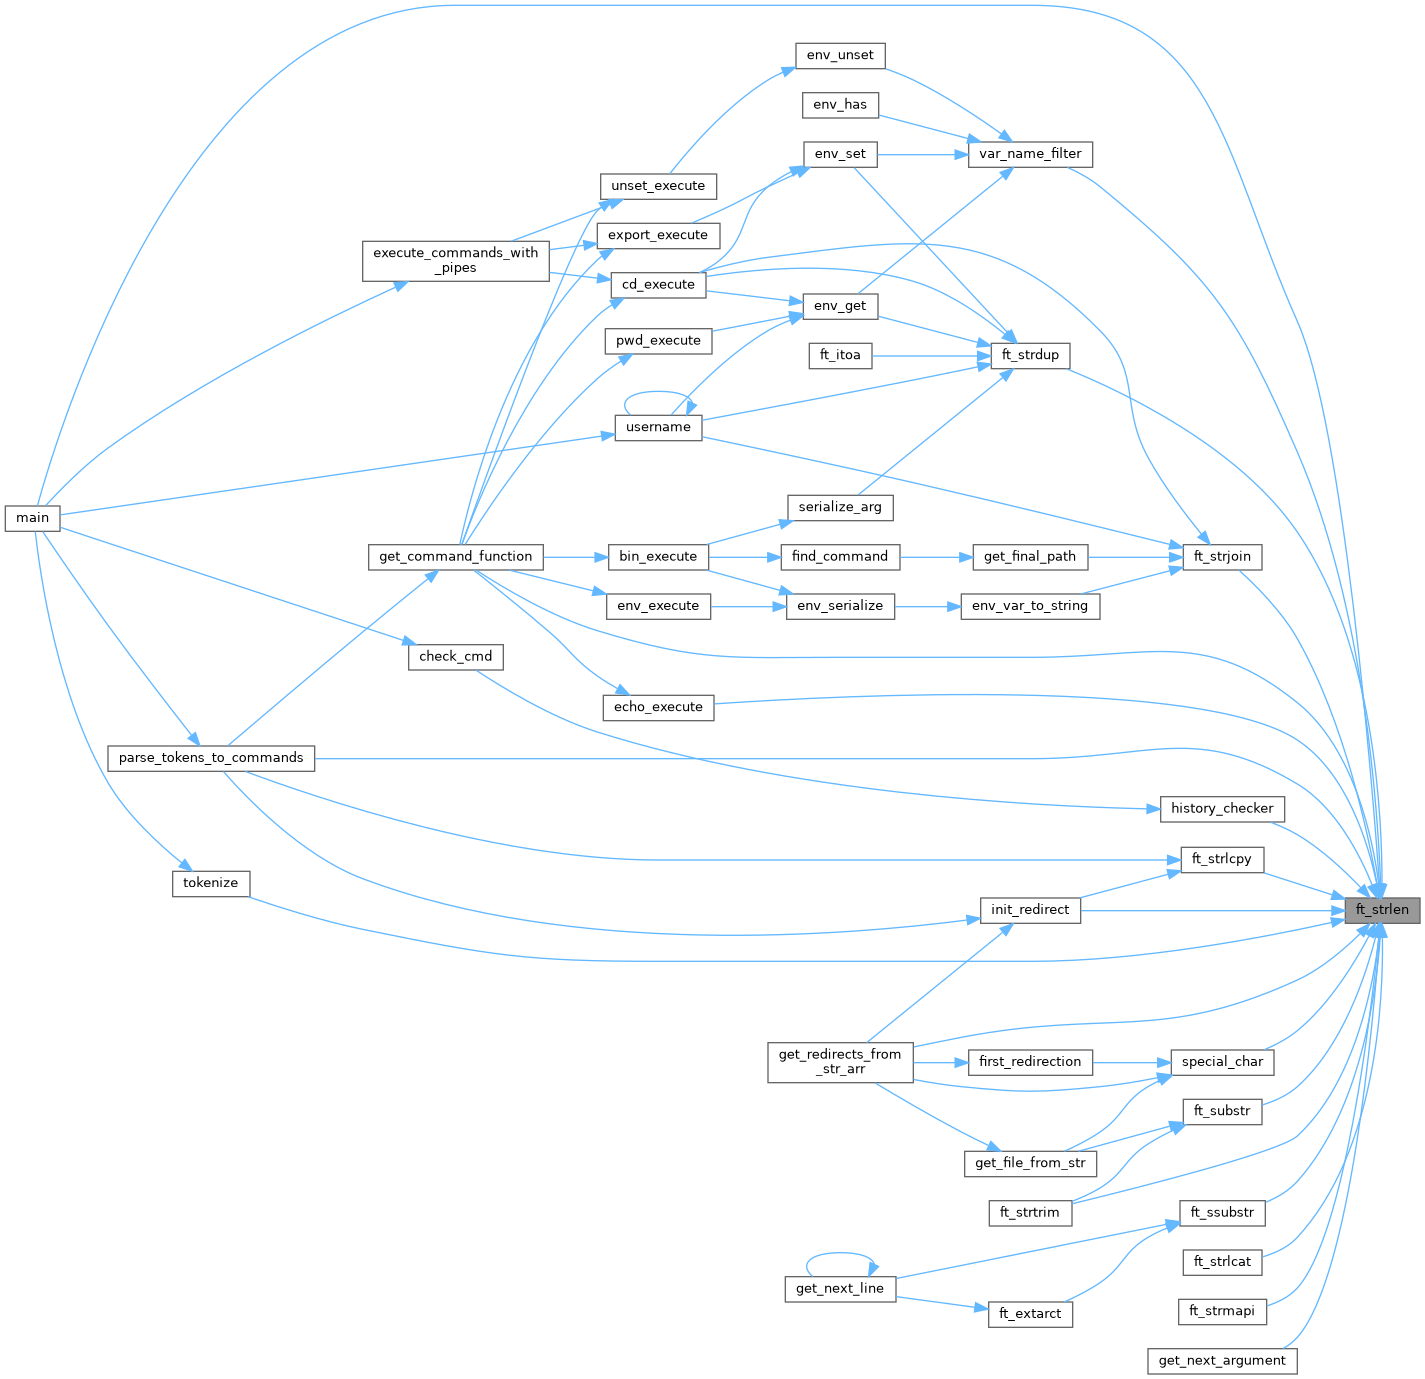 env_unset
env_has
env_set
var_name_filter
unset_execute
export_execute
execute_commands_with
_pipes
cd_execute
env_get
pwd_execute
ft_itoa
ft_strdup
username
serialize_arg
main
get_command_function
bin_execute
find_command
get_final_path
ft_strjoin
env_execute
env_serialize
env_var_to_string
check_cmd
echo_execute
parse_tokens_to_commands
history_checker
ft_strlcpy
tokenize
init_redirect
ft_strlen
get_redirects_from
_str_arr
first_redirection
special_char
ft_substr
get_file_from_str
ft_strtrim
ft_ssubstr
ft_strlcat
get_next_line
ft_extarct
ft_strmapi
get_next_argument